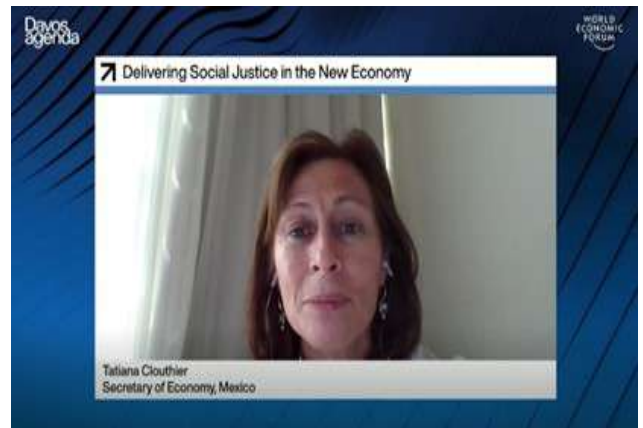 Davos
agenda
WORLD
ECONOMIC
FORUM
Delivering Social Justice in the New Economy
Tatiana Clouthier
Secretary of Economy, Mexico